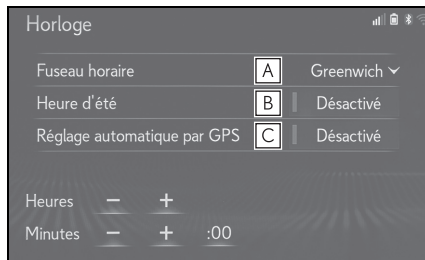 Horloge
Fuseau horaire A Greenwich
Heure d'été B Désactivé
Réglage automatique par GPS C Désactivé
Heures − +
Minutes − + :00